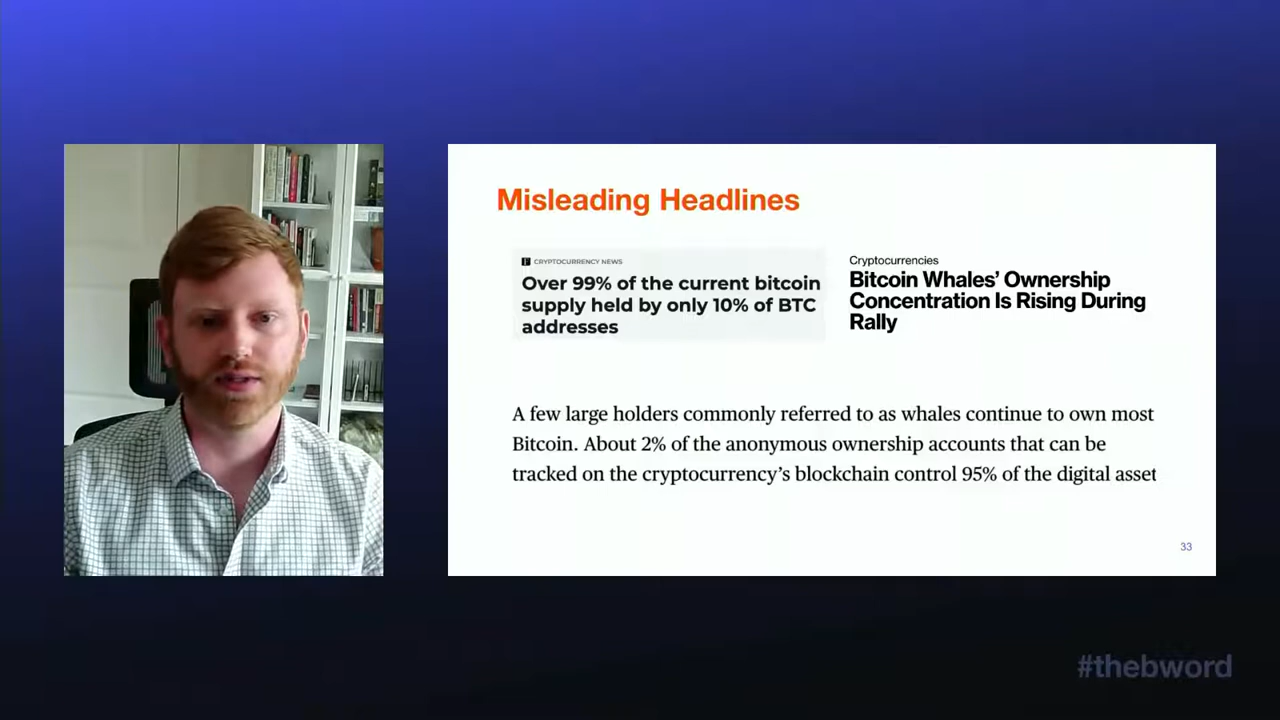 Misleading Headlines
CRYPTOCURRENCY NEWS
Over 99% of the current bitcoin
supply held by only 10% of BTC
addresses
Cryptocurrencies
Bitcoin Whales’ Ownership
Concentration Is Rising During
Rally
A few large holders commonly referred to as whales continue to own most
Bitcoin. About 2% of the anonymous ownership accounts that can be
tracked on the cryptocurrency’s blockchain control 95% of the digital asset
33
#thebword